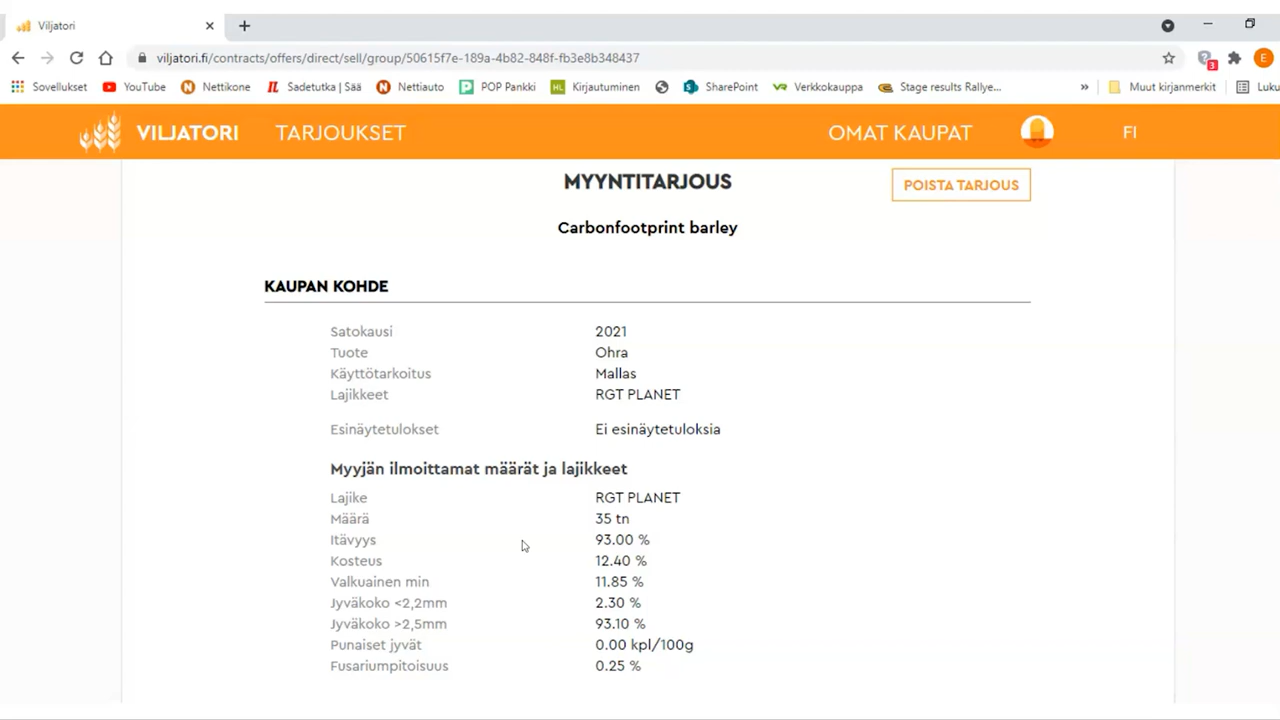 Viljatori
viljatori.fi/contracts/offers/direct/sell/group/50615f7e-189a-4b82-848f-fb3e8b348437
3
E
Sovellukset YouTube Nettikone Sadetutka | Sää Nettiauto POP Pankki Kirjautuminen SharePoint Verkkokauppa Stage results Rallye... » Muut kirjanmerkit Luku
VILJATORI TARJOUKSET OMAT KAUPAT FI
MYYNTITARJOUS
POISTA TARJOUS
Carbonfootprint barley
KAUPAN KOHDE
Satokausi 2021
Tuote Ohra
Käyttötarkoitus Mallas
Lajikkeet RGT PLANET
Esinäytetulokset Ei esinäytetuloksia
Myyjän ilmoittamat määrät ja lajikkeet
Lajike RGT PLANET
Määrä 35 tn
Itävyys 93.00 %
Kosteus 12.40 %
Valkuainen min 11.85 %
Jyväkoko <2,2mm 2.30 %
Jyväkoko >2,5mm 93.10 %
Punaiset jyvät 0.00 kpl/100g
Fusariumpitoisuus 0.25 %